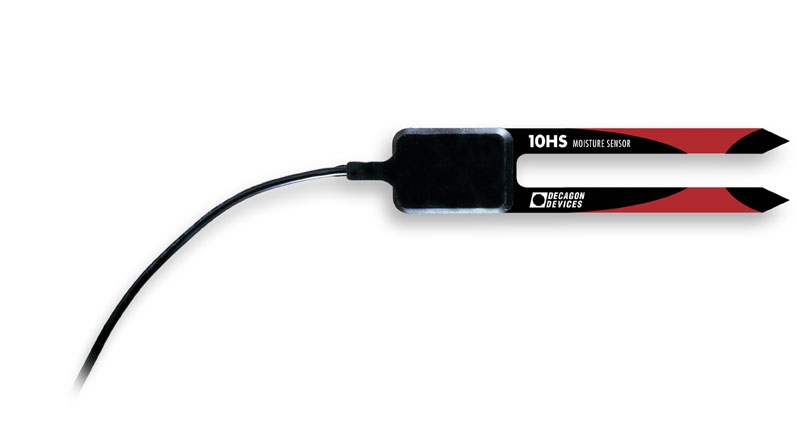 10HS MOISTURE SENSOR
DECAGON
DEVICES